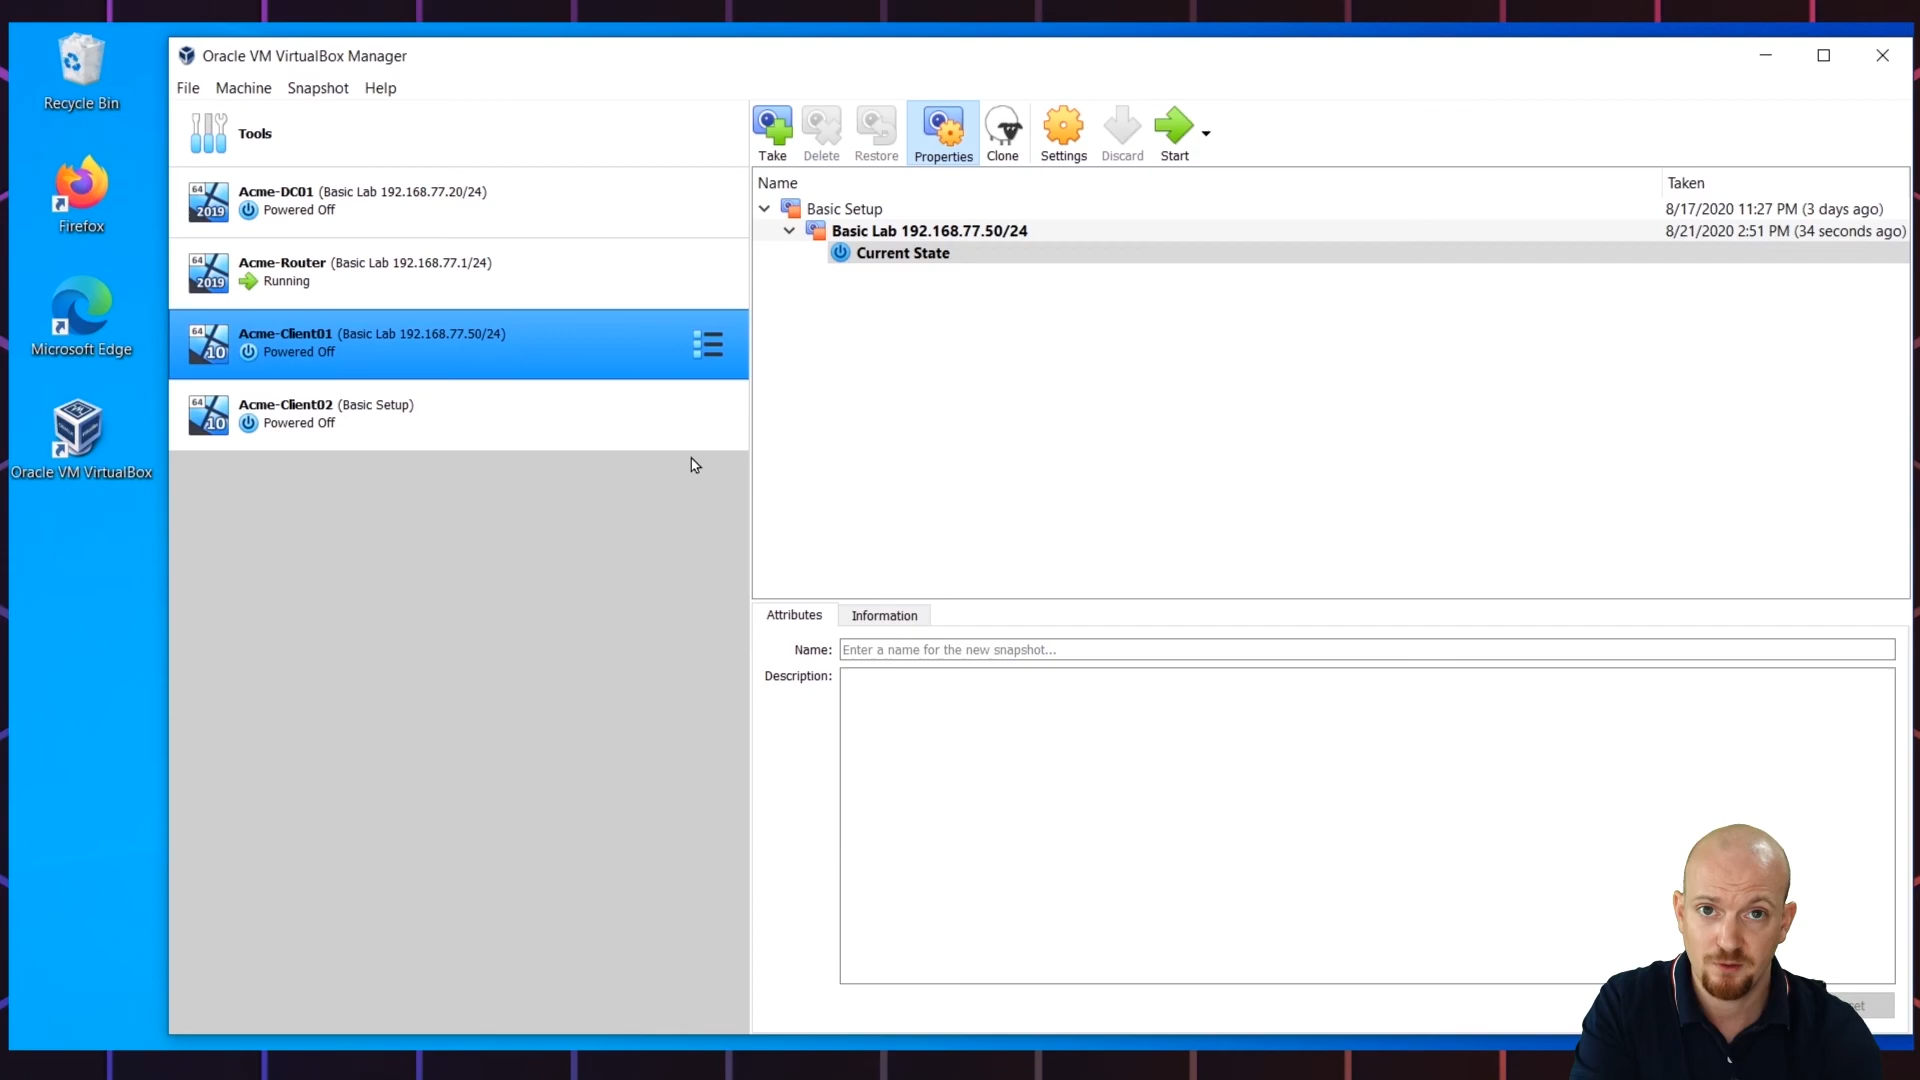 Recycle Bin
Firefox
Microsoft Edge
Oracle VM VirtualBox
Oracle VM VirtualBox Manager
File Machine Snapshot Help
Tools
64 2019 Acme-DC01 (Basic Lab 192.168.77.20/24)
Powered Off
64 2019 Acme-Router (Basic Lab 192.168.77.1/24)
Running
64 10 Acme-Client01 (Basic Lab 192.168.77.50/24)
Powered Off
64 10 Acme-Client02 (Basic Setup)
Powered Off
Take Delete Restore Properties Clone Settings Discard Start
Name Taken
Basic Setup 8/17/2020 11:27 PM (3 days ago)
Basic Lab 192.168.77.50/24 8/21/2020 2:51 PM (34 seconds ago)
Current State
Attributes Information
Name: Enter a name for the new snapshot...
Description: